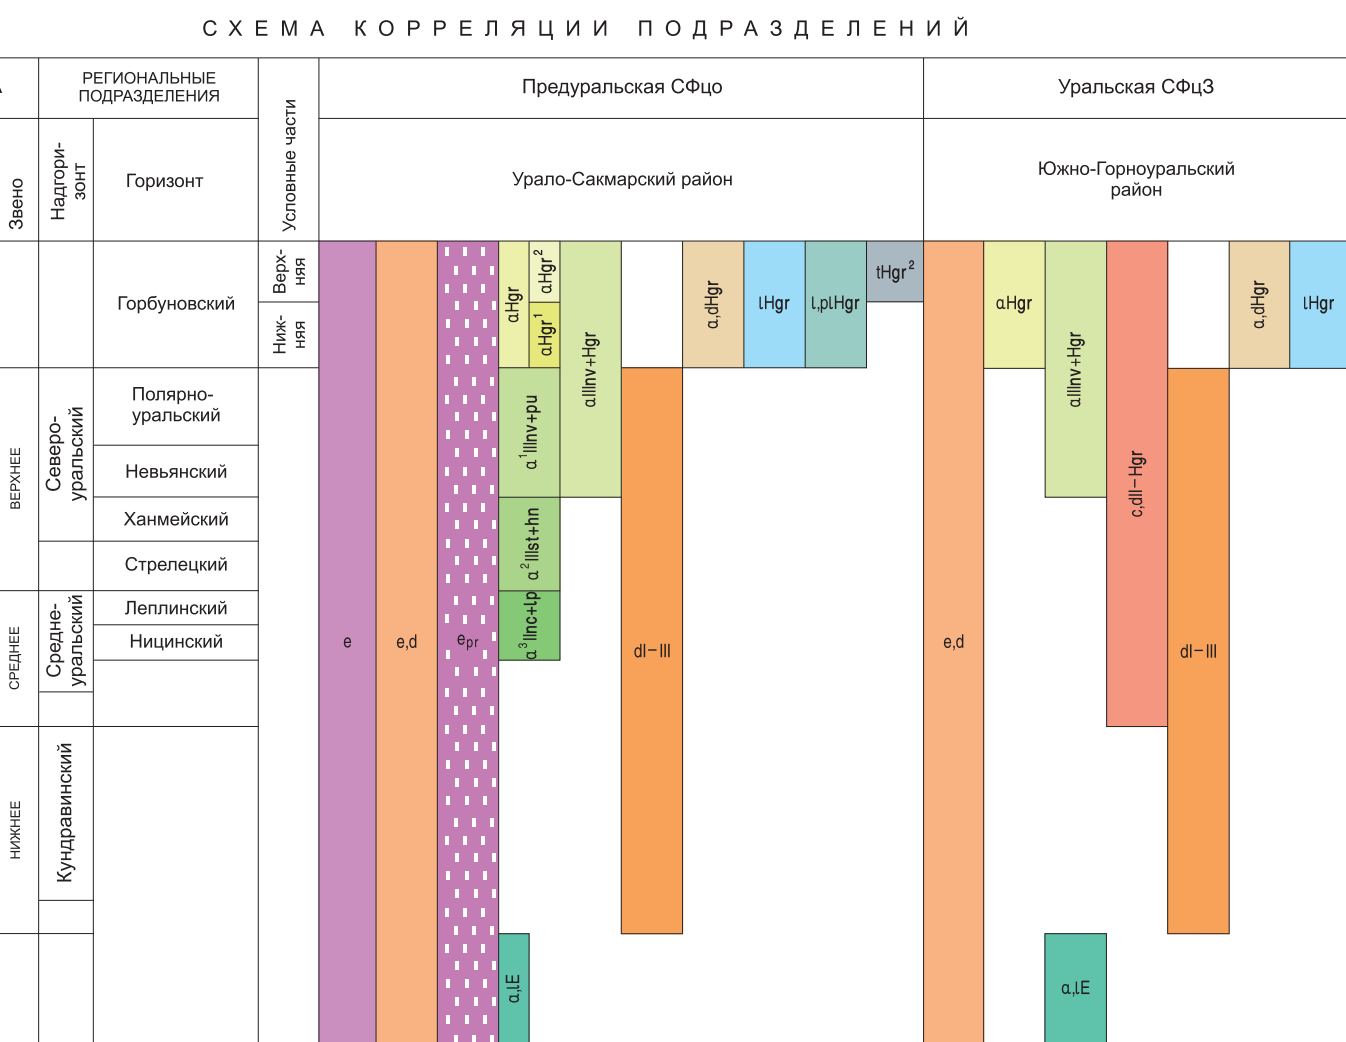 СХЕМА КОРРЕЛЯЦИИ ПОДРАЗДЕЛЕНИЙ
РЕГИОНАЛЬНЫЕ
ПОДРАЗДЕЛЕНИЯ
Предуральская СФцо
Уральская СФцЗ
Звено
Надгори-
зонт
Горизонт
Условные части
Урало-Сакмарский район
Южно-Горноуральский
район
Горбуновский
Верх-
няя
Ниж-
няя
αHgr
αHgr²
αHgr¹
αIIInv+Hgr
α,dHgr
lHgr
l,plHgr
tHgr²
αHgr
αIIInv+Hgr
α,dHgr
lHgr
ВЕРХНЕЕ
Северо-
уральский
Полярно-
уральский
Невьянский
Ханмейский
Стрелецкий
α¹IIInv+pu
α²IIIst+hn
c,dII–Hgr
СРЕДНЕЕ
Средне-
уральский
Леплинский
Ницинский
e
e,d
epr
α³IInc+lp
dI–III
e,d
dI–III
НИЖНЕЕ
Кундравинский
α,lE
α,lE